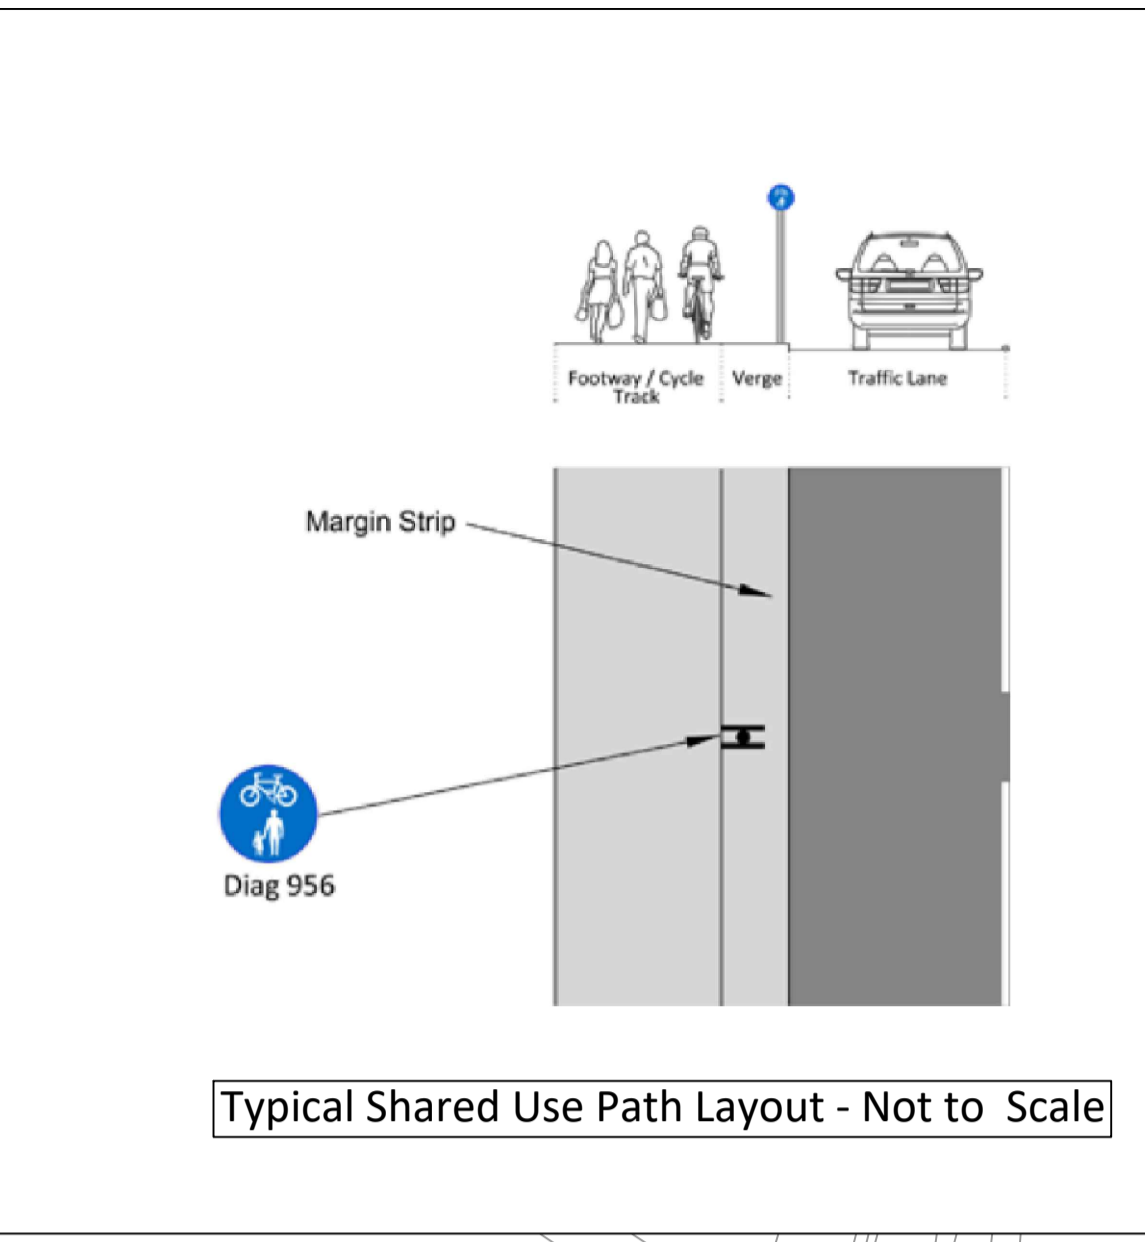 Footway / Cycle
Track
Verge
Traffic Lane
Margin Strip
Diag 956
Typical Shared Use Path Layout - Not to  Scale